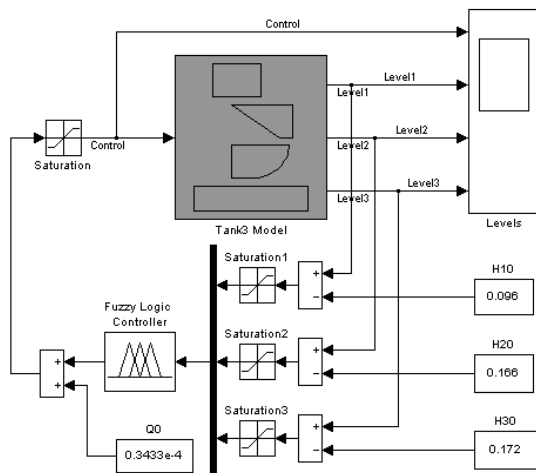 Control
Level1
Level1
Level2
Level2
Control
Saturation
Level3
Level3
Tank3 Model
Levels
Saturation1
+
−
H10
0.096
Fuzzy Logic
Controller
Saturation2
+
−
H20
0.166
+
+
Saturation3
+
−
Q0
0.3433e-4
H30
0.172